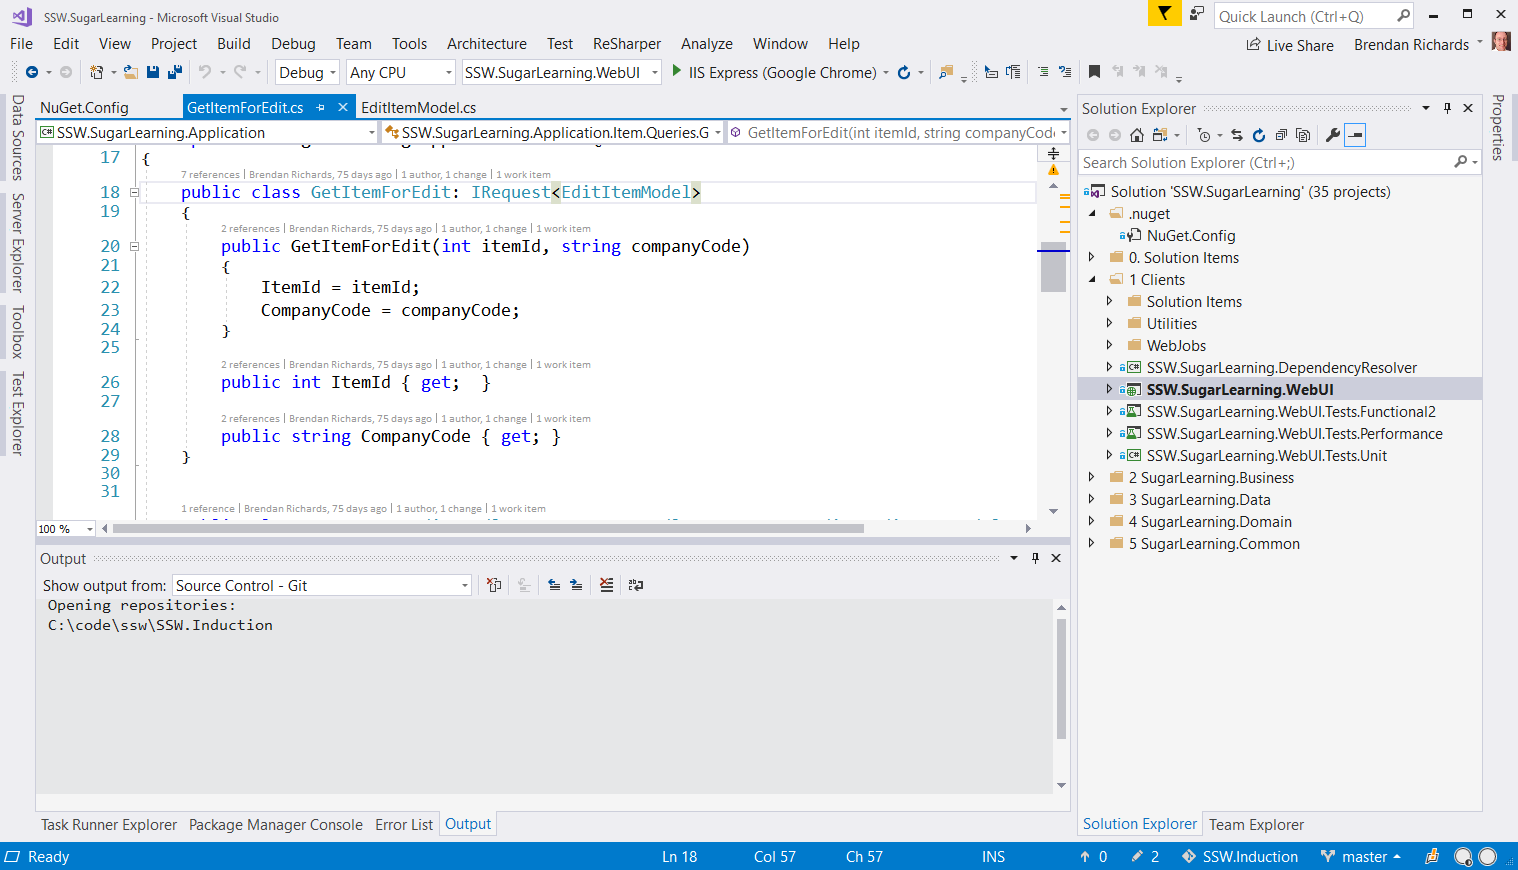 SSW.SugarLearning - Microsoft Visual Studio
Quick Launch (Ctrl+Q)
File Edit View Project Build Debug Team Tools Architecture Test ReSharper Analyze Window Help
Live Share Brendan Richards
Debug Any CPU SSW.SugarLearning.WebUI IIS Express (Google Chrome)
Data Sources
Server Explorer
Toolbox
Test Explorer
NuGet.Config GetItemForEdit.cs EditItemModel.cs
SSW.SugarLearning.Application SSW.SugarLearning.Application.Item.Queries.G GetItemForEdit(int itemId, string companyCode
17 {
7 references | Brendan Richards, 75 days ago | 1 author, 1 change | 1 work item
18 public class GetItemForEdit: IRequest<EditItemModel>
19 {
2 references | Brendan Richards, 75 days ago | 1 author, 1 change | 1 work item
20 public GetItemForEdit(int itemId, string companyCode)
21 {
22 ItemId = itemId;
23 CompanyCode = companyCode;
24 }
25
2 references | Brendan Richards, 75 days ago | 1 author, 1 change | 1 work item
26 public int ItemId { get; }
27
2 references | Brendan Richards, 75 days ago | 1 author, 1 change | 1 work item
28 public string CompanyCode { get; }
29 }
30
31
1 reference | Brendan Richards, 75 days ago | 1 author, 1 change | 1 work item
100 %
Output
Show output from: Source Control - Git
Opening repositories:
C:\code\ssw\SSW.Induction
Task Runner Explorer Package Manager Console Error List Output
Solution Explorer
Search Solution Explorer (Ctrl+;)
Solution 'SSW.SugarLearning' (35 projects)
.nuget
NuGet.Config
0. Solution Items
1 Clients
Solution Items
Utilities
WebJobs
SSW.SugarLearning.DependencyResolver
SSW.SugarLearning.WebUI
SSW.SugarLearning.WebUI.Tests.Functional2
SSW.SugarLearning.WebUI.Tests.Performance
SSW.SugarLearning.WebUI.Tests.Unit
2 SugarLearning.Business
3 SugarLearning.Data
4 SugarLearning.Domain
5 SugarLearning.Common
Solution Explorer Team Explorer
Properties
Ready Ln 18 Col 57 Ch 57 INS 0 2 SSW.Induction master